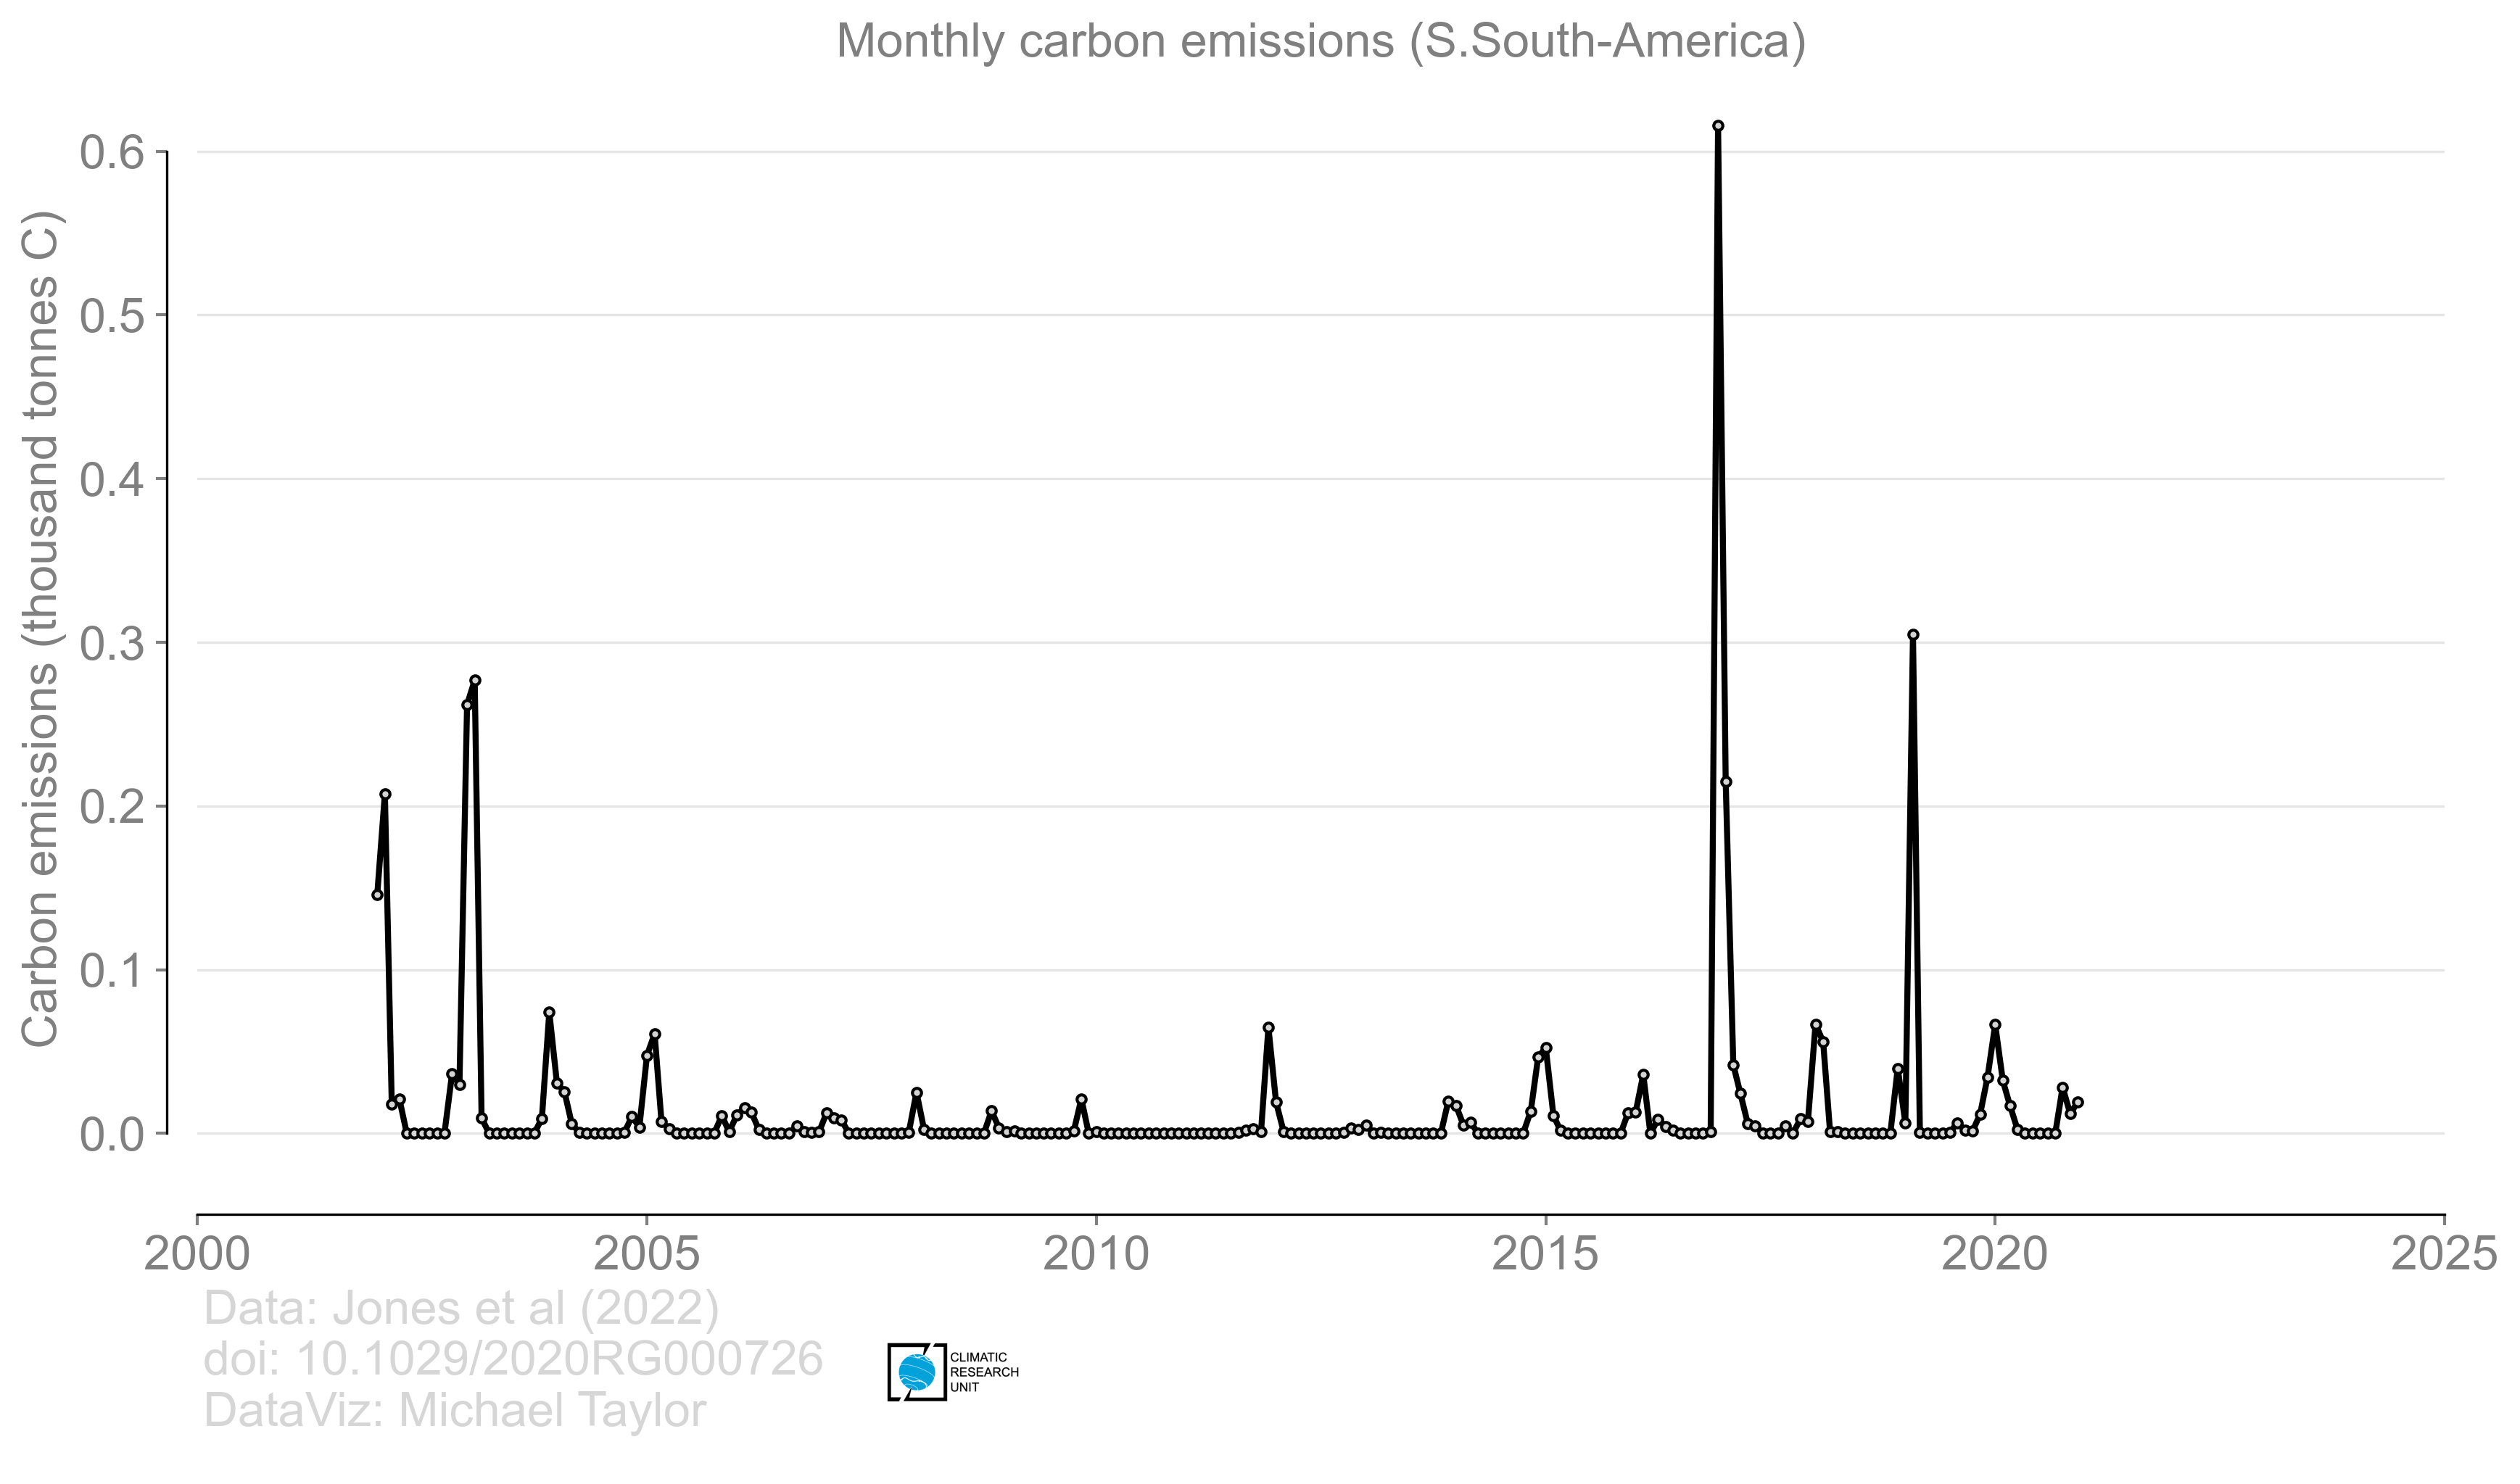 Monthly carbon emissions (S.South-America)
Carbon emissions (thousand tonnes C)
0.6
0.5
0.4
0.3
0.2
0.1
0.0
2000 2005 2010 2015 2020 2025
Data: Jones et al (2022)
doi: 10.1029/2020RG000726
DataViz: Michael Taylor
CLIMATIC
RESEARCH
UNIT